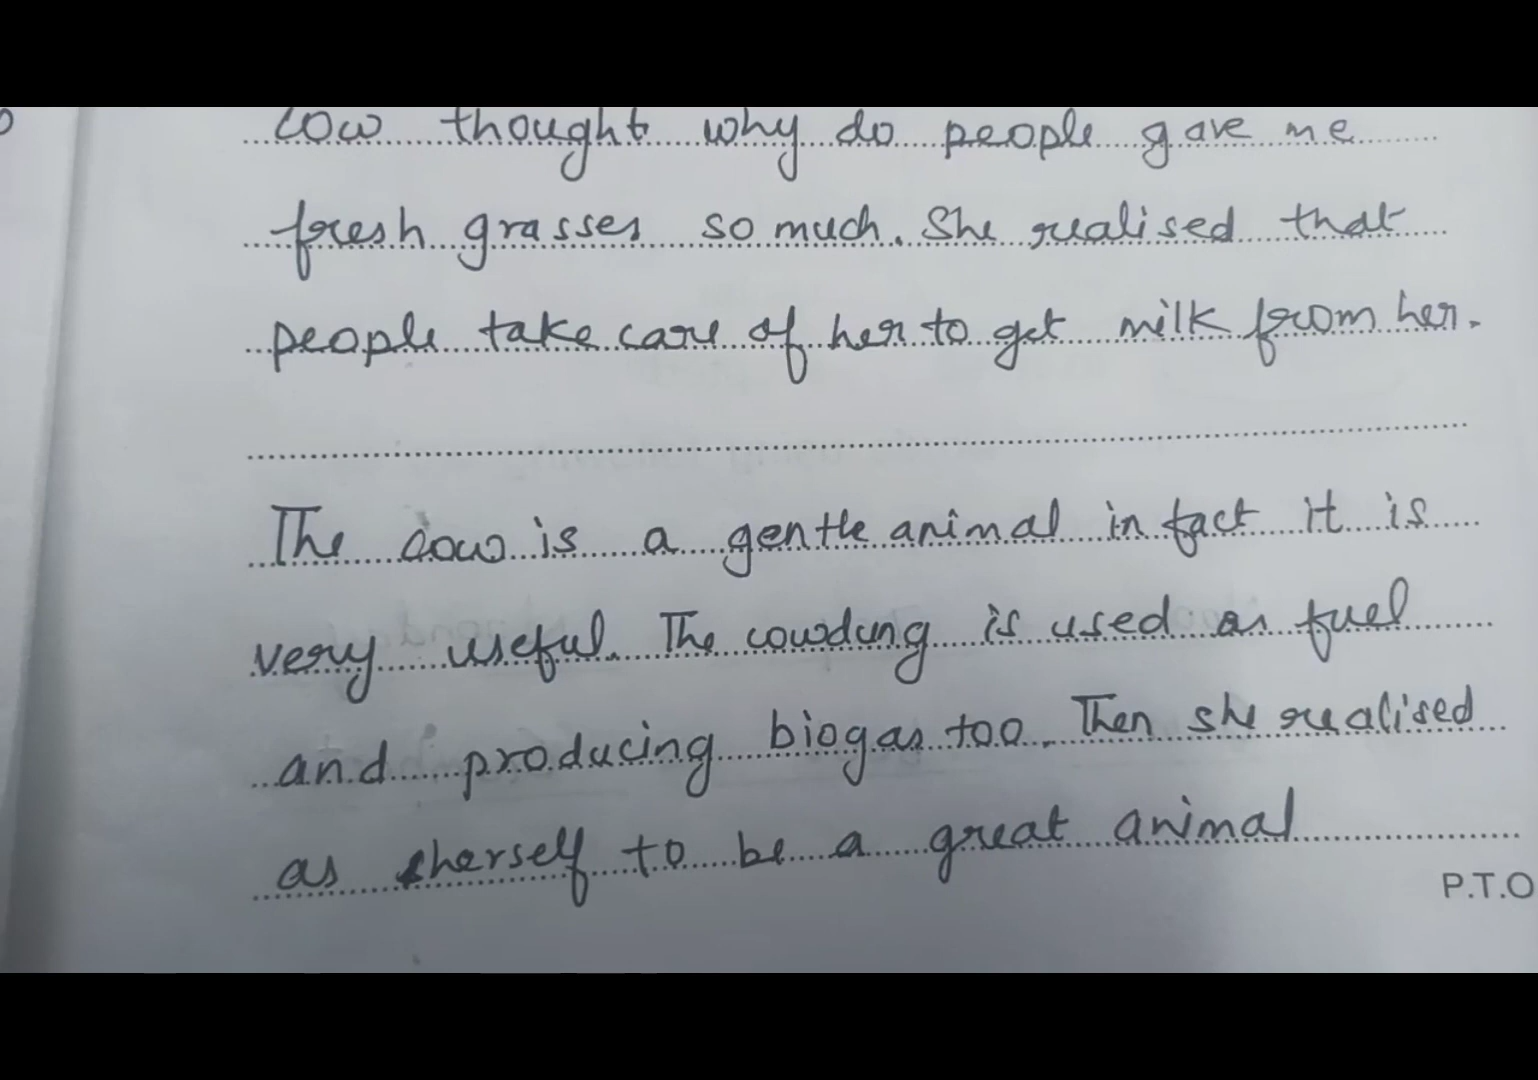 cow thought why do people gave me
fresh grasses so much. She realised that
people take care of her to get milk from her.
The cow is a gentle animal in fact it is
very useful. The cowdung is used as fuel
and producing biogas too. Then she realised
as herself to be a great animal
P.T.O